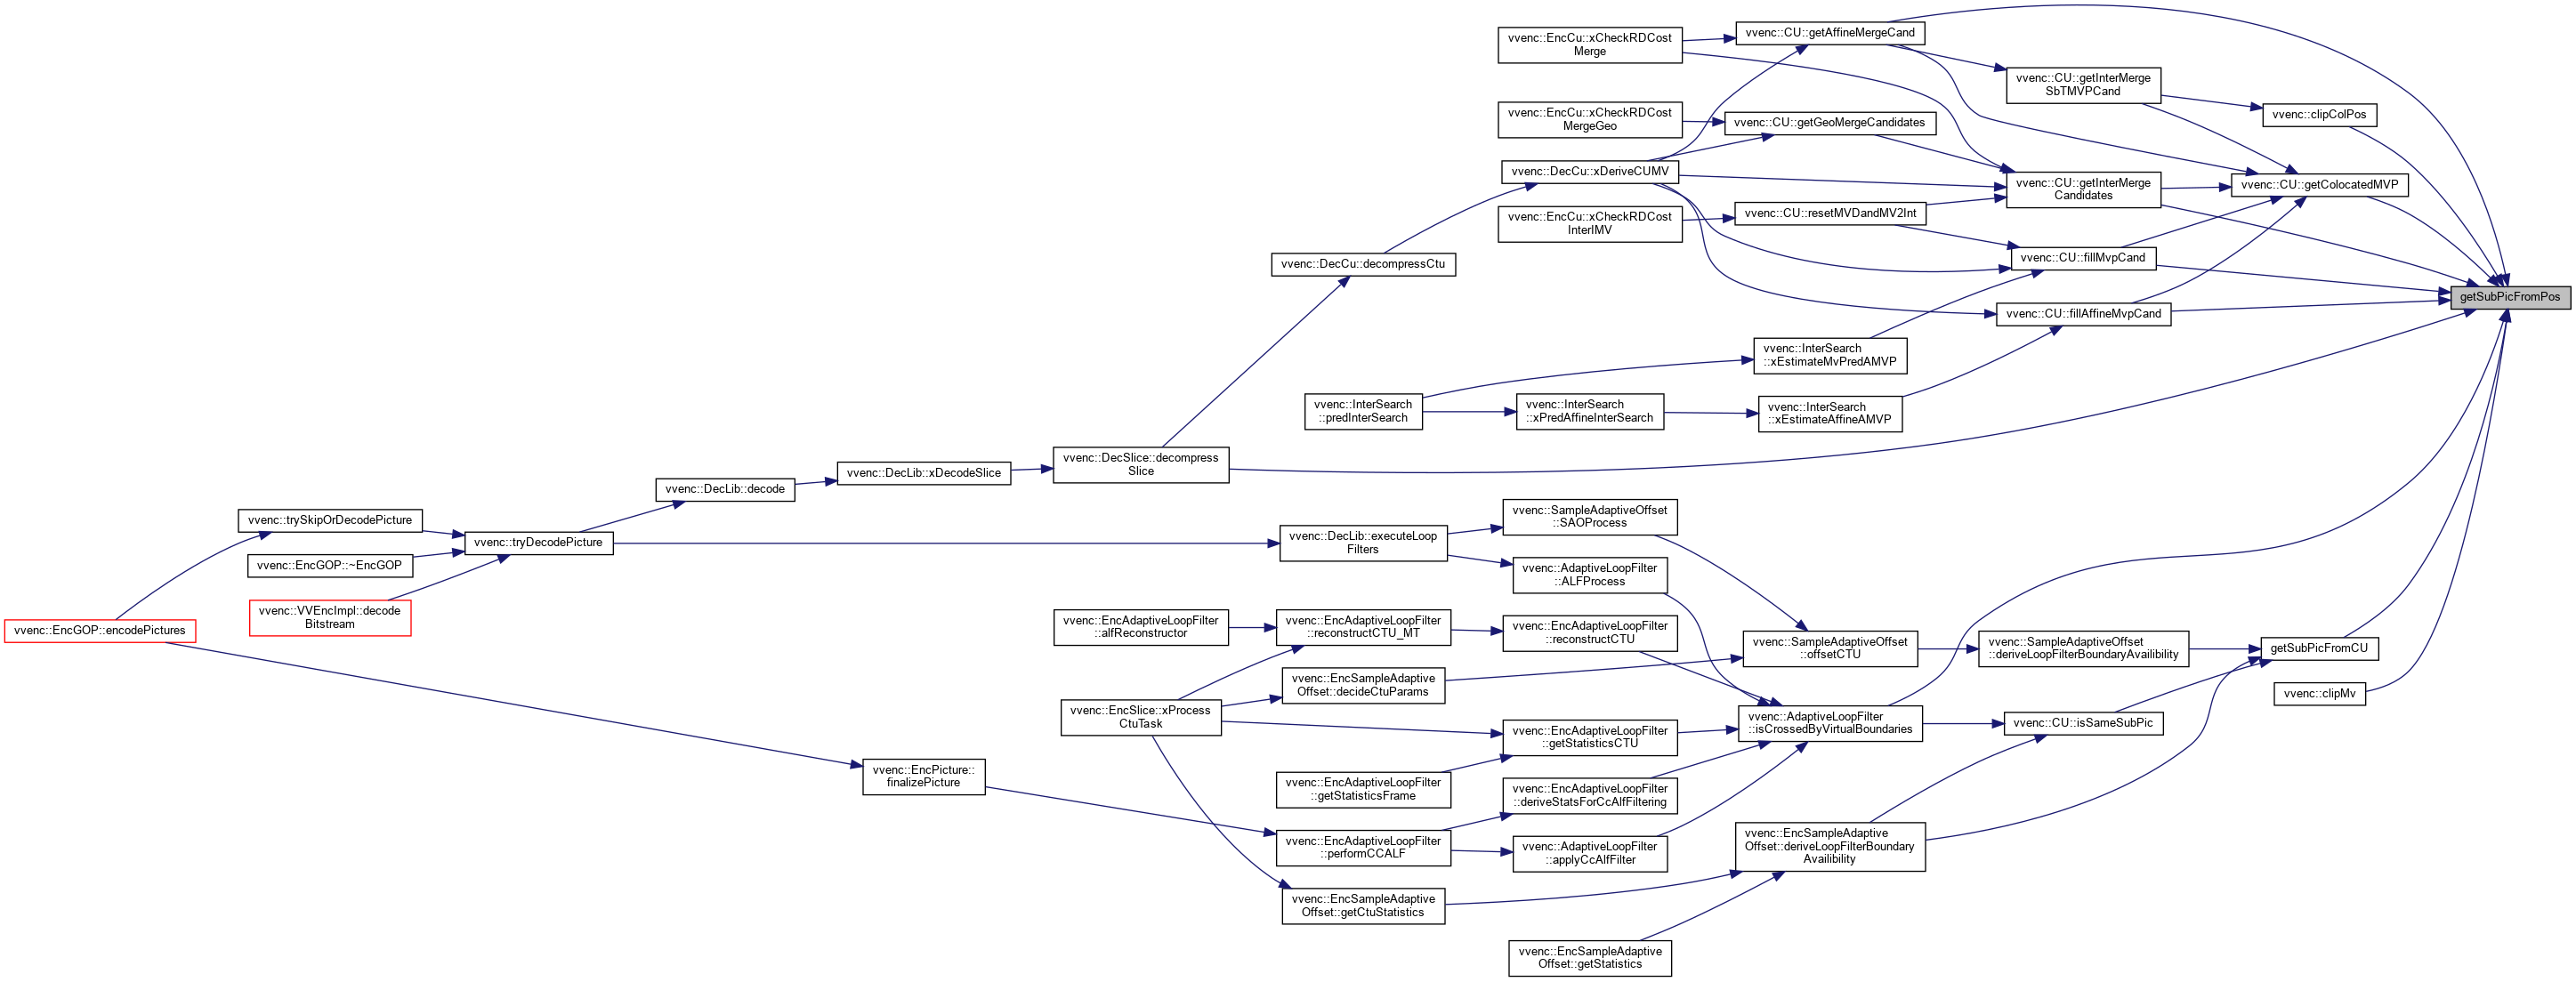 vvenc::EncCu::xCheckRDCost
Merge
vvenc::CU::getAffineMergeCand
vvenc::CU::getInterMerge
SbTMVPCand
vvenc::clipColPos
vvenc::EncCu::xCheckRDCost
MergeGeo
vvenc::CU::getGeoMergeCandidates
vvenc::DecCu::xDeriveCUMV
vvenc::CU::getInterMerge
Candidates
vvenc::CU::getColocatedMVP
vvenc::EncCu::xCheckRDCost
InterIMV
vvenc::CU::resetMVDandMV2Int
vvenc::DecCu::decompressCtu
vvenc::CU::fillMvpCand
getSubPicFromPos
vvenc::CU::fillAffineMvpCand
vvenc::InterSearch
::xEstimateMvPredAMVP
vvenc::InterSearch
::predInterSearch
vvenc::InterSearch
::xPredAffineInterSearch
vvenc::InterSearch
::xEstimateAffineAMVP
vvenc::DecSlice::decompress
Slice
vvenc::DecLib::xDecodeSlice
vvenc::DecLib::decode
vvenc::trySkipOrDecodePicture
vvenc::tryDecodePicture
vvenc::EncGOP::~EncGOP
vvenc::VVEncImpl::decode
Bitstream
vvenc::EncGOP::encodePictures
vvenc::DecLib::executeLoop
Filters
vvenc::SampleAdaptiveOffset
::SAOProcess
vvenc::AdaptiveLoopFilter
::ALFProcess
vvenc::EncAdaptiveLoopFilter
::alfReconstructor
vvenc::EncAdaptiveLoopFilter
::reconstructCTU_MT
vvenc::EncAdaptiveLoopFilter
::reconstructCTU
vvenc::SampleAdaptiveOffset
::offsetCTU
vvenc::SampleAdaptiveOffset
::deriveLoopFilterBoundaryAvailibility
getSubPicFromCU
vvenc::EncSampleAdaptive
Offset::decideCtuParams
vvenc::clipMv
vvenc::EncSlice::xProcess
CtuTask
vvenc::EncAdaptiveLoopFilter
::getStatisticsCTU
vvenc::AdaptiveLoopFilter
::isCrossedByVirtualBoundaries
vvenc::CU::isSameSubPic
vvenc::EncPicture::
finalizePicture
vvenc::EncAdaptiveLoopFilter
::getStatisticsFrame
vvenc::EncAdaptiveLoopFilter
::deriveStatsForCcAlfFiltering
vvenc::EncAdaptiveLoopFilter
::performCCALF
vvenc::AdaptiveLoopFilter
::applyCcAlfFilter
vvenc::EncSampleAdaptive
Offset::deriveLoopFilterBoundary
Availibility
vvenc::EncSampleAdaptive
Offset::getCtuStatistics
vvenc::EncSampleAdaptive
Offset::getStatistics